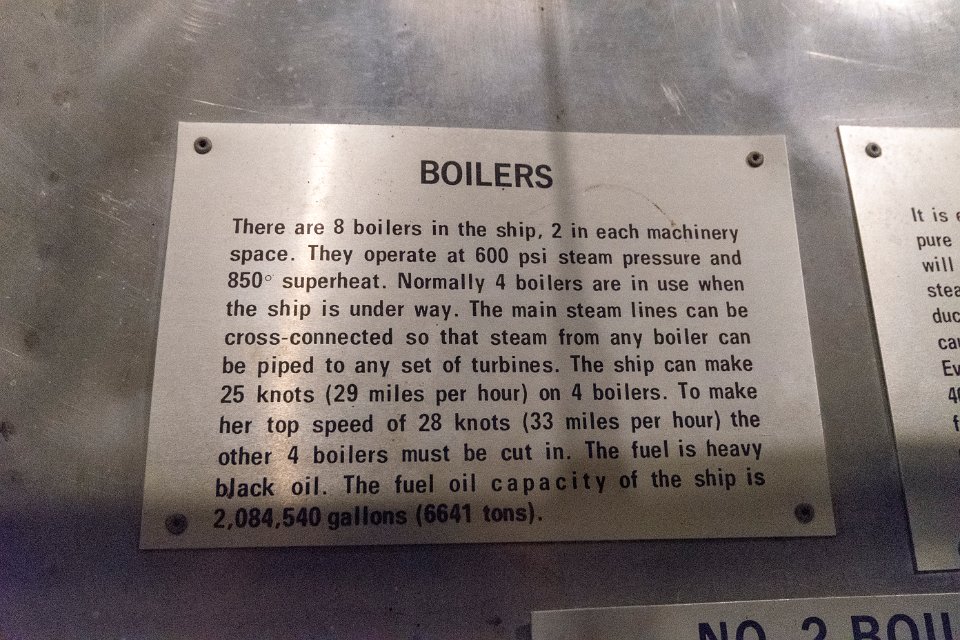 BOILERS
There are 8 boilers in the ship, 2 in each machinery
space. They operate at 600 psi steam pressure and
850° superheat. Normally 4 boilers are in use when
the ship is under way. The main steam lines can be
cross-connected so that steam from any boiler can
be piped to any set of turbines. The ship can make
25 knots (29 miles per hour) on 4 boilers. To make
her top speed of 28 knots (33 miles per hour) the
other 4 boilers must be cut in. The fuel is heavy
black oil. The fuel oil capacity of the ship is
2,084,540 gallons (6641 tons).
It is
pure
will
NO. 2